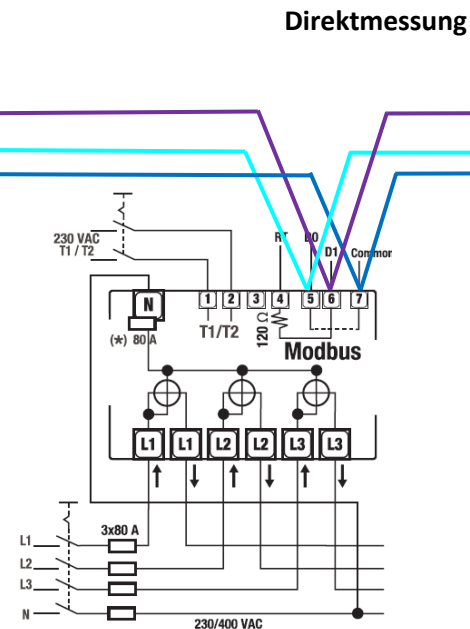 Direktmessung
230 VAC
T1 / T2
RT
D0
D1
Common
N
1 2 3 4 5 6 7
(*) 80 A
T1/T2
120 Ω
Modbus
L1 L1 L2 L2 L3 L3
3x80 A
L1
L2
L3
N
230/400 VAC